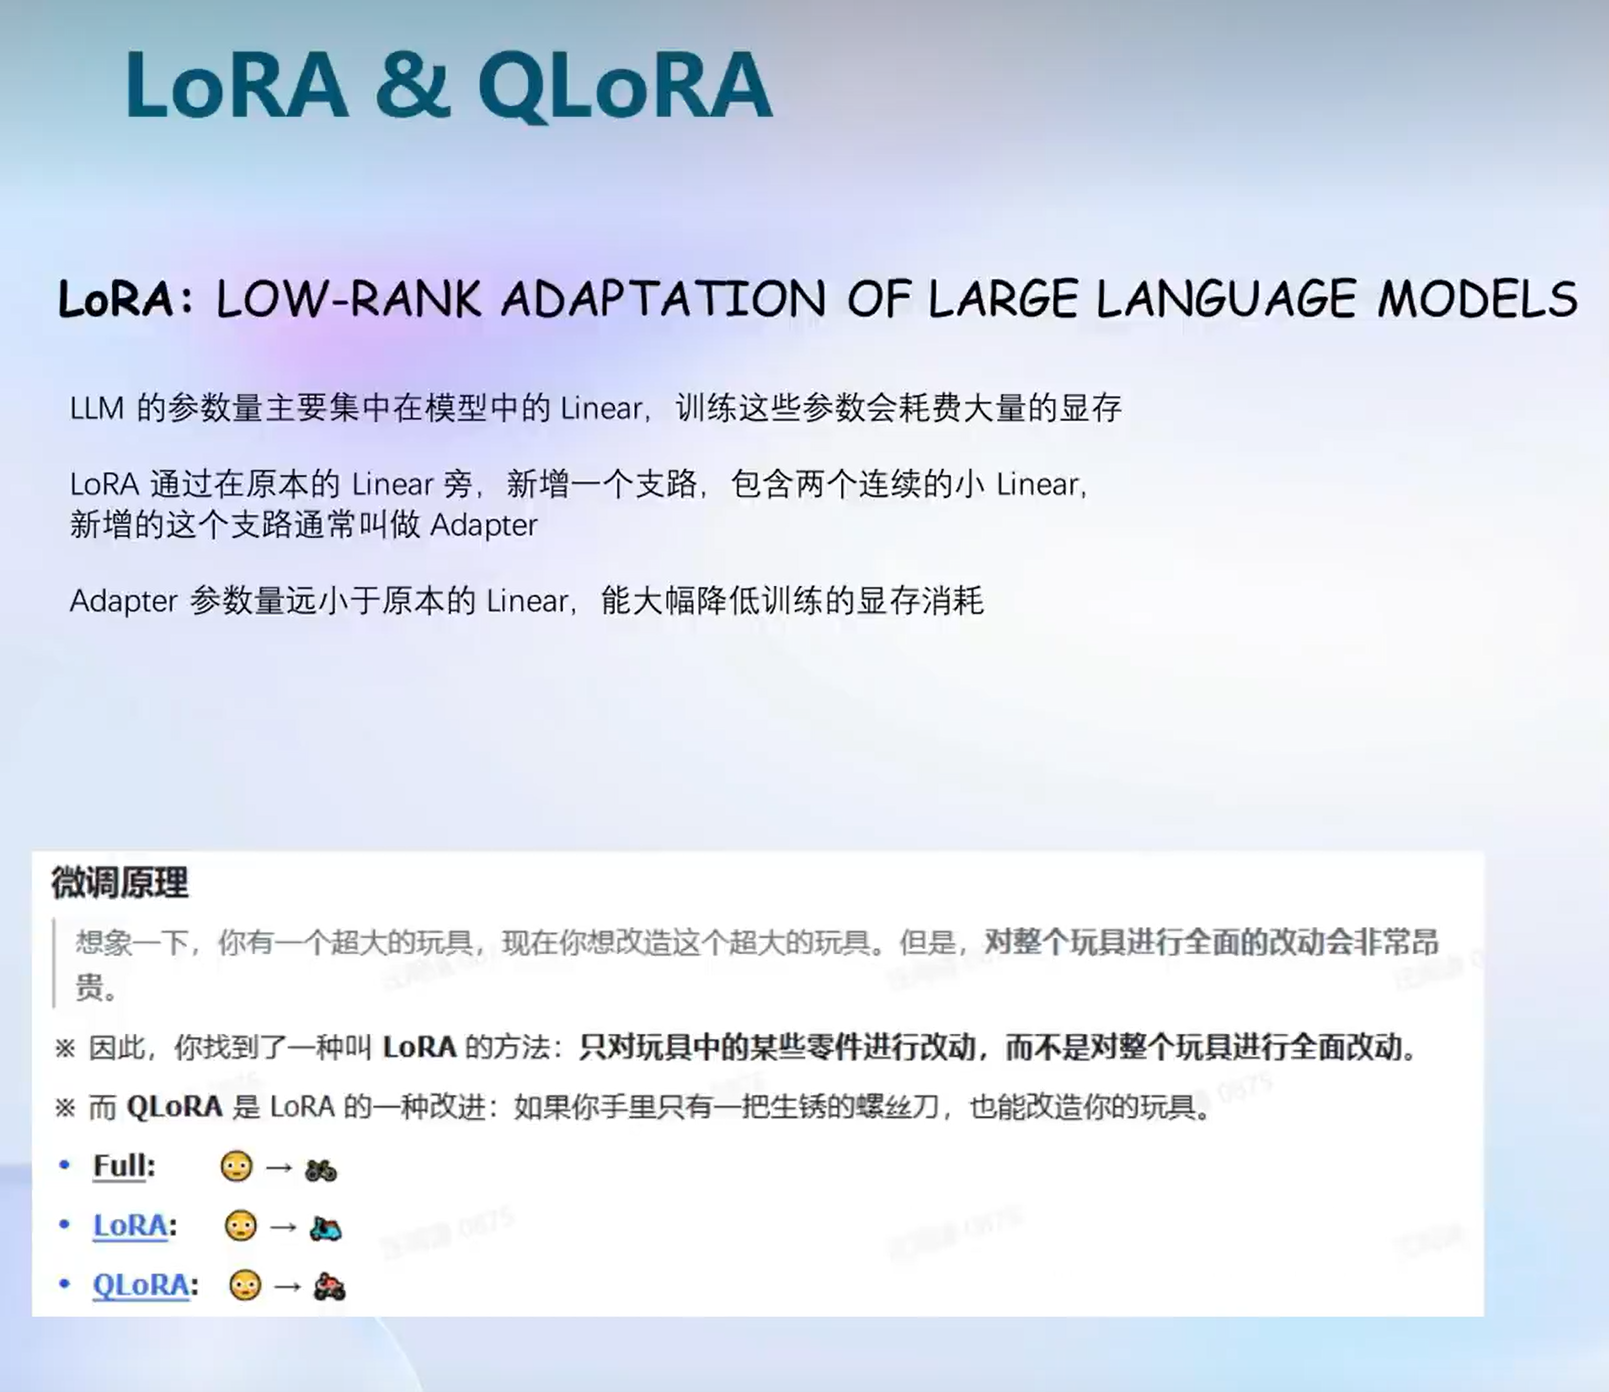 LoRA & QLoRA
LoRA: LOW-RANK ADAPTATION OF LARGE LANGUAGE MODELS
LLM 的参数量主要集中在模型中的 Linear，训练这些参数会耗费大量的显存
LoRA 通过在原本的 Linear 旁，新增一个支路，包含两个连续的小 Linear，
新增的这个支路通常叫做 Adapter
Adapter 参数量远小于原本的 Linear，能大幅降低训练的显存消耗
微调原理
想象一下，你有一个超大的玩具，现在你想改造这个超大的玩具。但是，对整个玩具进行全面的改动会非常昂
贵。
※ 因此，你找到了一种叫 LoRA 的方法：只对玩具中的某些零件进行改动，而不是对整个玩具进行全面改动。
※ 而 QLoRA 是 LoRA 的一种改进：如果你手里只有一把生锈的螺丝刀，也能改造你的玩具。
• Full: 😳 → 🏍
• LoRA: 😳 → 🛵
• QLoRA: 😳 → 🏍
0875
0875